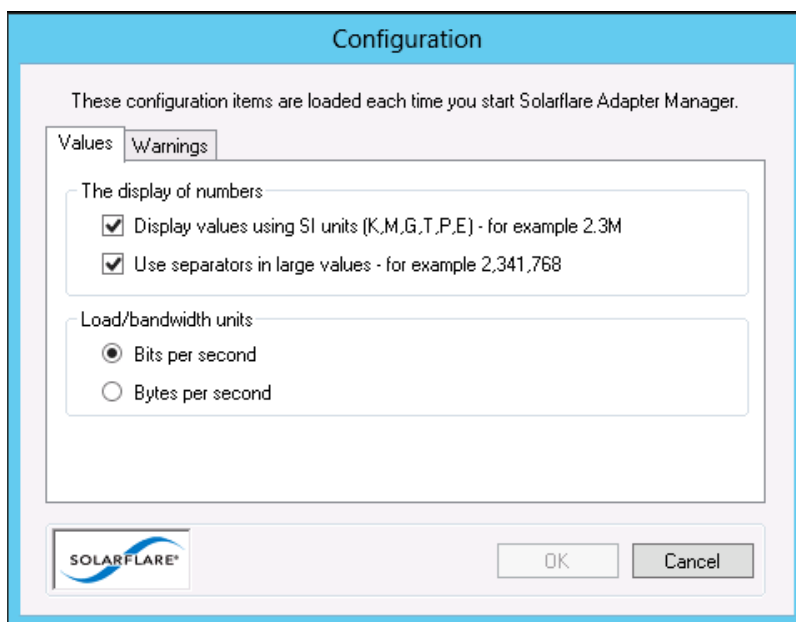 Configuration
These configuration items are loaded each time you start Solarflare Adapter Manager.
Values
Warnings
The display of numbers
Display values using SI units (K,M,G,T,P,E) - for example 2.3M
Use separators in large values - for example 2,341,768
Load/bandwidth units
Bits per second
Bytes per second
SOLARFLARE®
OK
Cancel